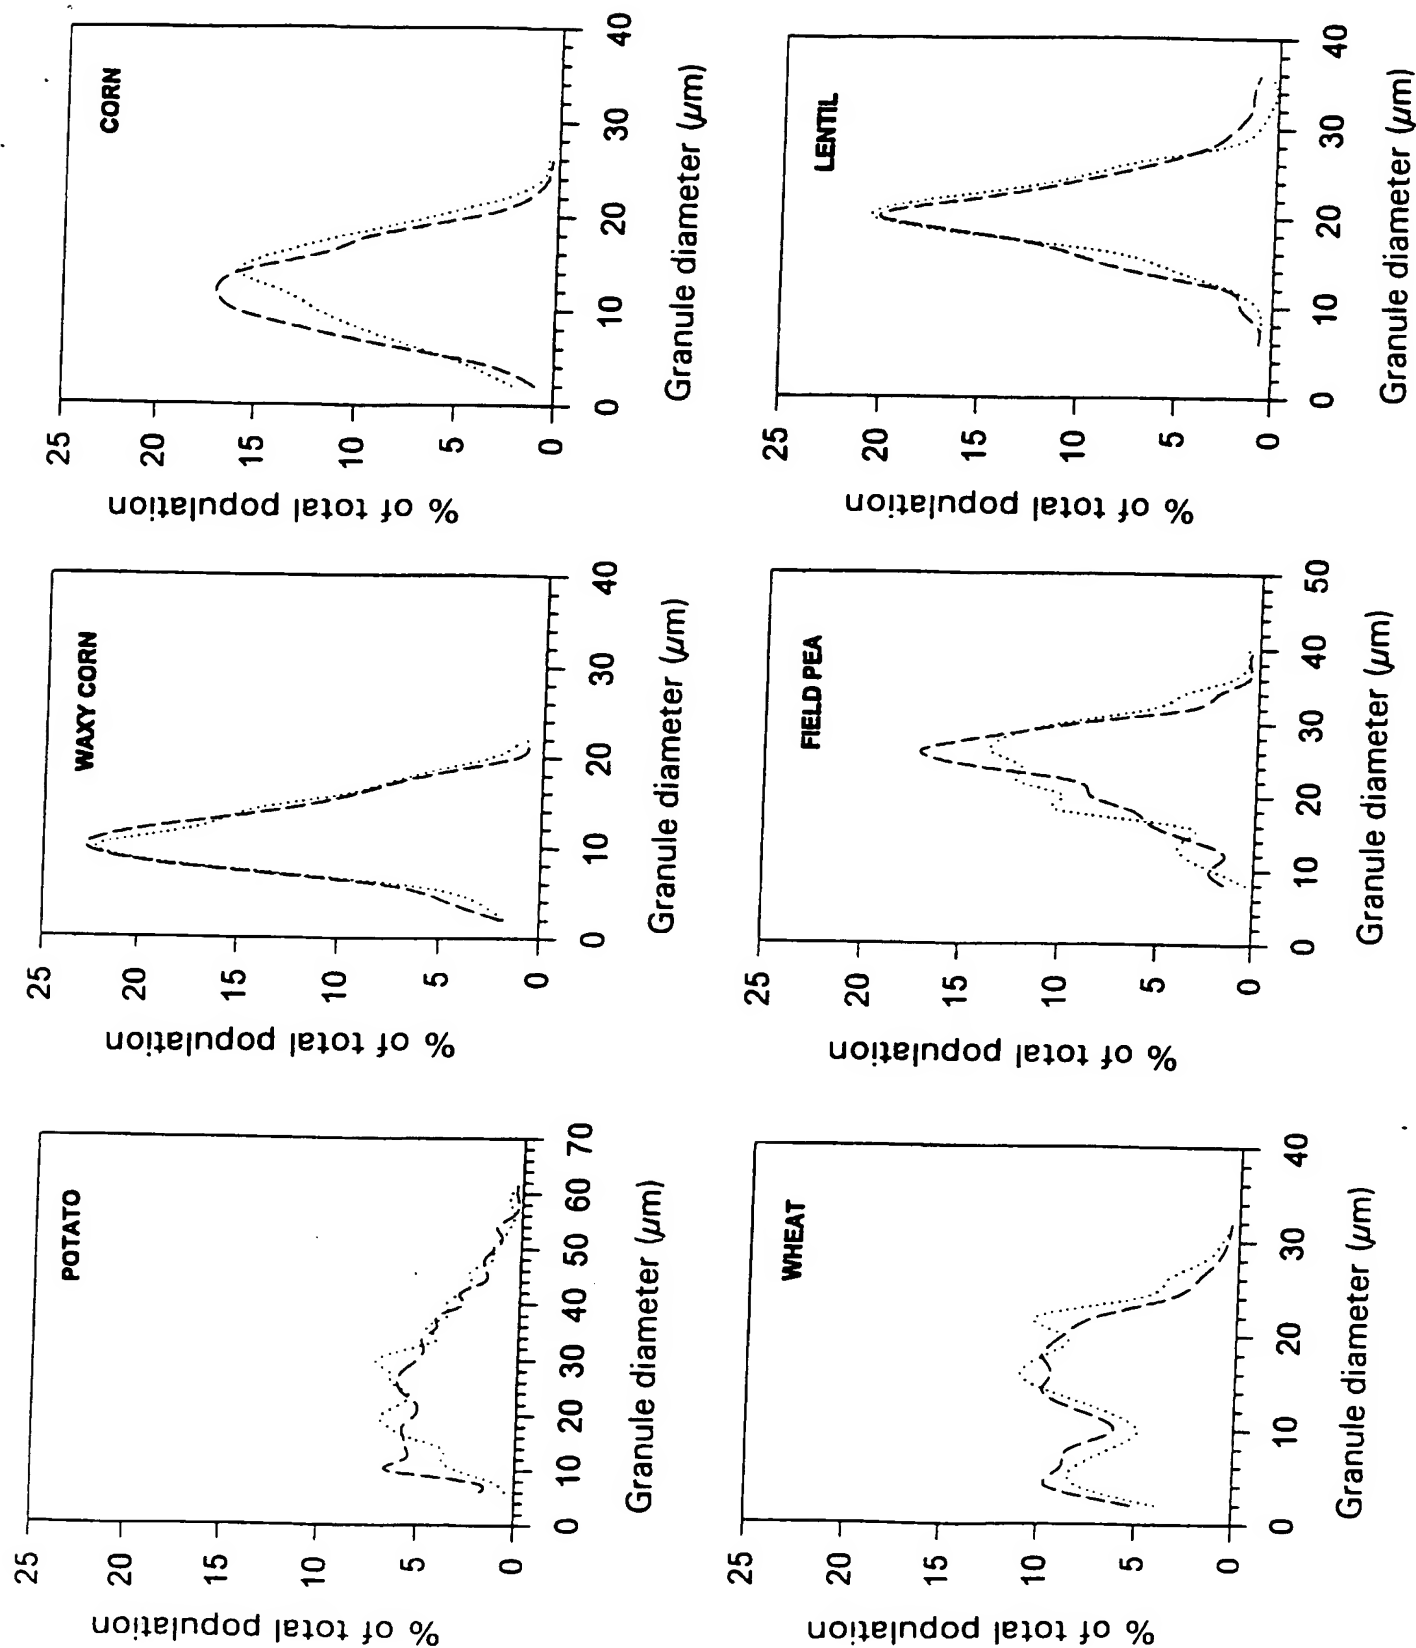 % of total population
25
20
15
10
5
0
POTATO
0 10 20 30 40 50 60 70
Granule diameter (μm)
% of total population
25
20
15
10
5
0
WAXY CORN
0 10 20 30 40
Granule diameter (μm)
% of total population
25
20
15
10
5
0
CORN
0 10 20 30 40
Granule diameter (μm)
% of total population
25
20
15
10
5
0
WHEAT
0 10 20 30 40
Granule diameter (μm)
% of total population
25
20
15
10
5
0
FIELD PEA
0 10 20 30 40 50
Granule diameter (μm)
% of total population
25
20
15
10
5
0
LENTIL
0 10 20 30 40
Granule diameter (μm)